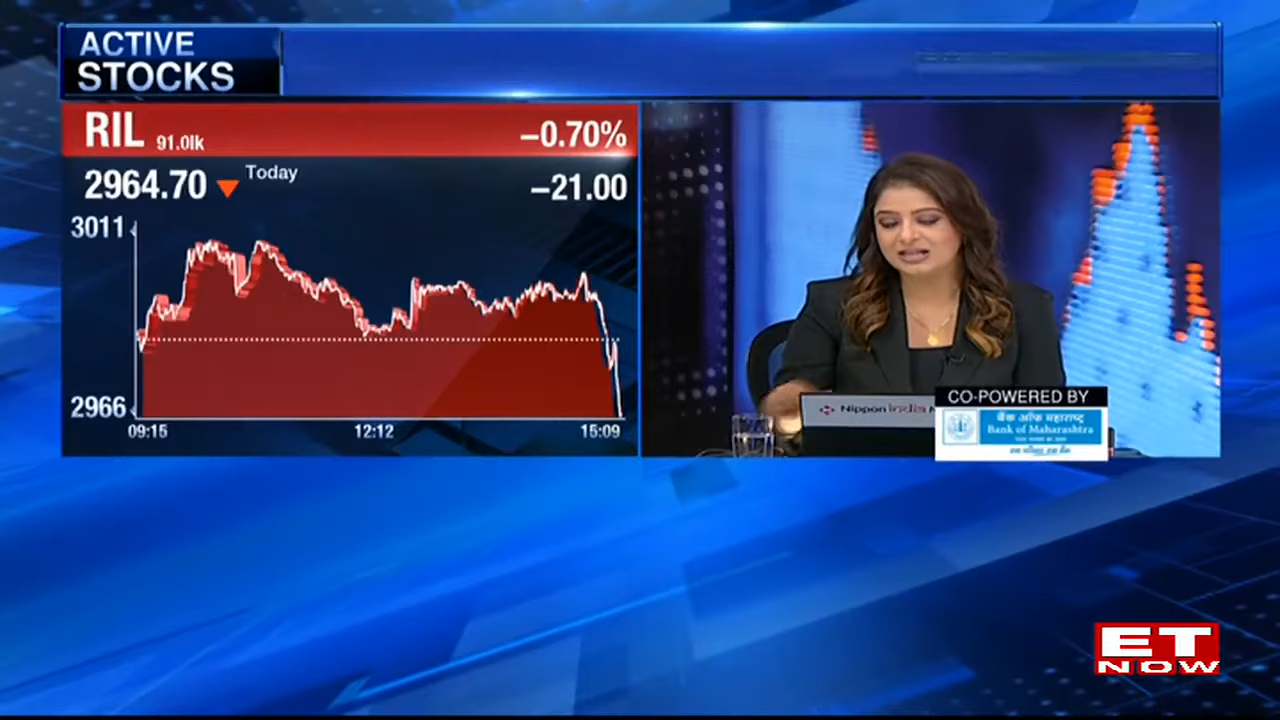 ACTIVE
STOCKS
RIL 91.0lk −0.70%
2964.70 Today −21.00
3011
2966
09:15 12:12 15:09
Nippon india
CO-POWERED BY
बैंक ऑफ महाराष्ट्र
Bank of Maharashtra
ET
NOW